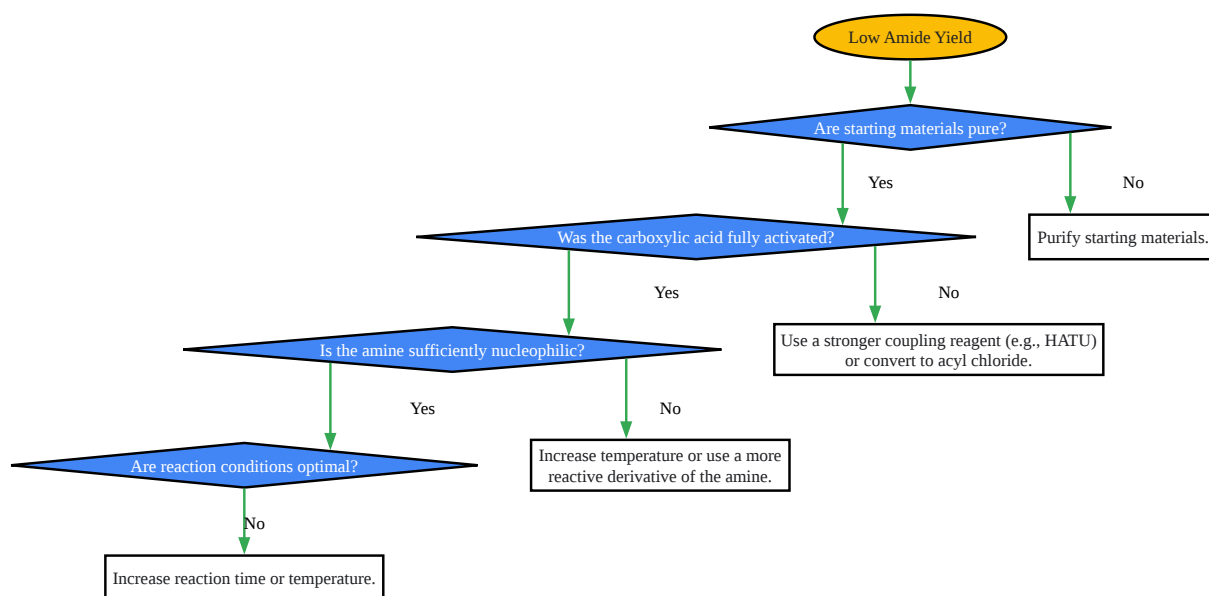 Low Amide Yield
Are starting materials pure?
Yes
No
Was the carboxylic acid fully activated?
Purify starting materials.
Yes
No
Is the amine sufficiently nucleophilic?
Use a stronger coupling reagent (e.g., HATU)
or convert to acyl chloride.
Yes
No
Are reaction conditions optimal?
Increase temperature or use a more
reactive derivative of the amine.
No
Increase reaction time or temperature.